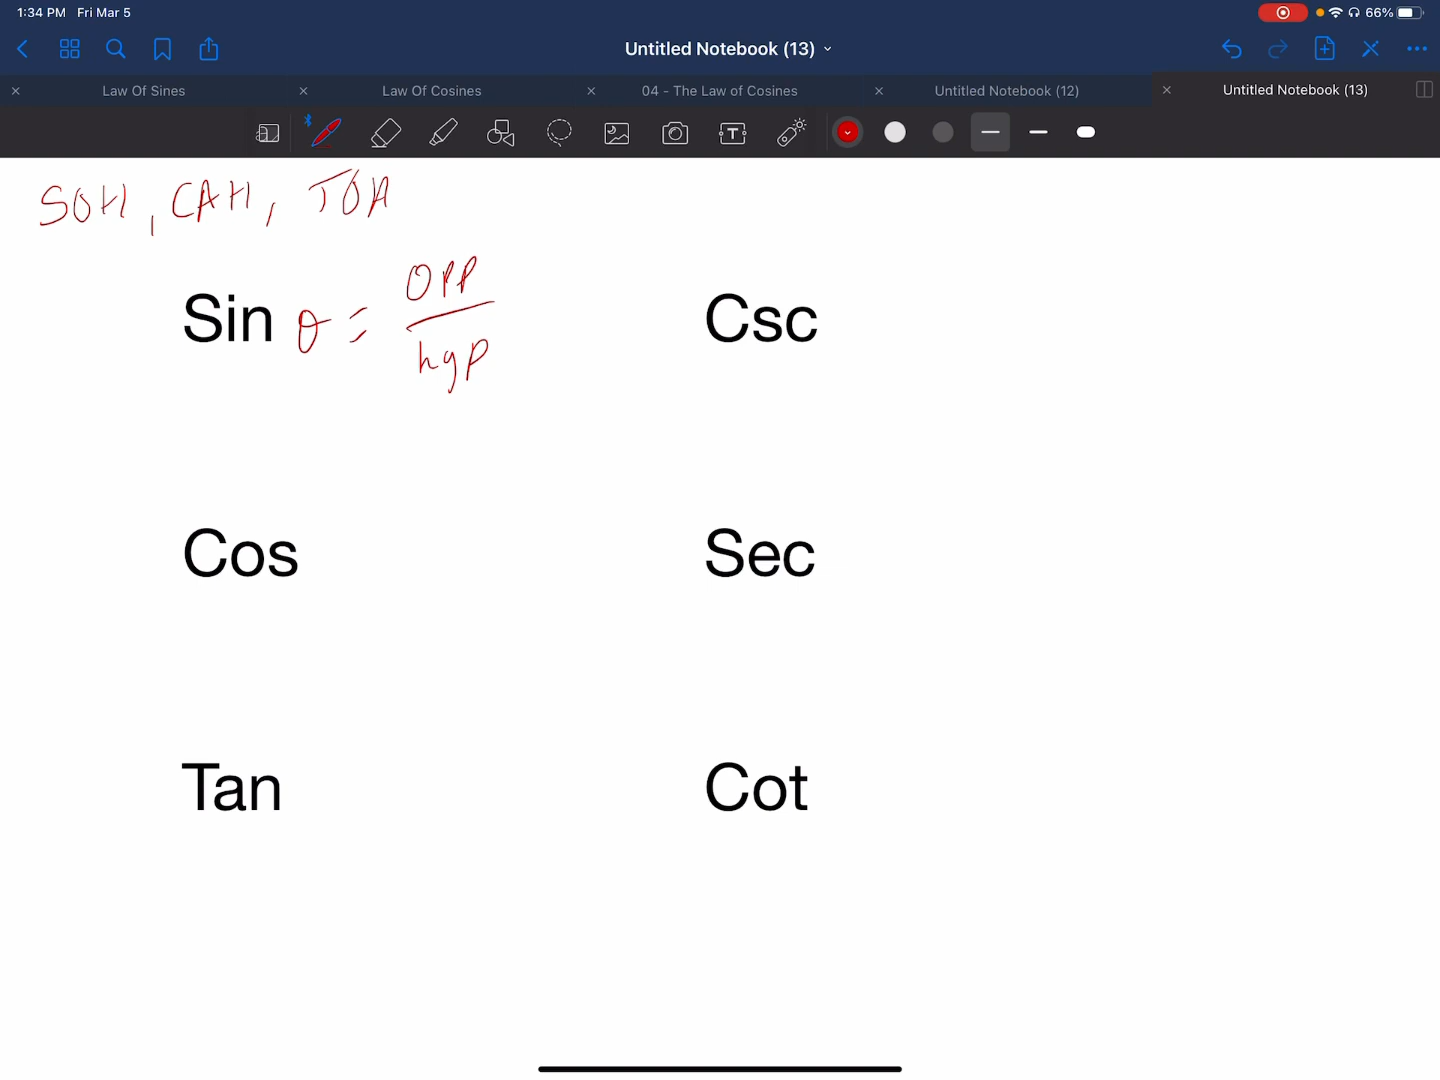 1:34 PM Fri Mar 5 66%
Untitled Notebook (13)
Law Of Sines Law Of Cosines 04 - The Law of Cosines Untitled Notebook (12) Untitled Notebook (13)
T
SOH, CAH, TOA
Sin θ = opp/hyp Csc
Cos Sec
Tan Cot